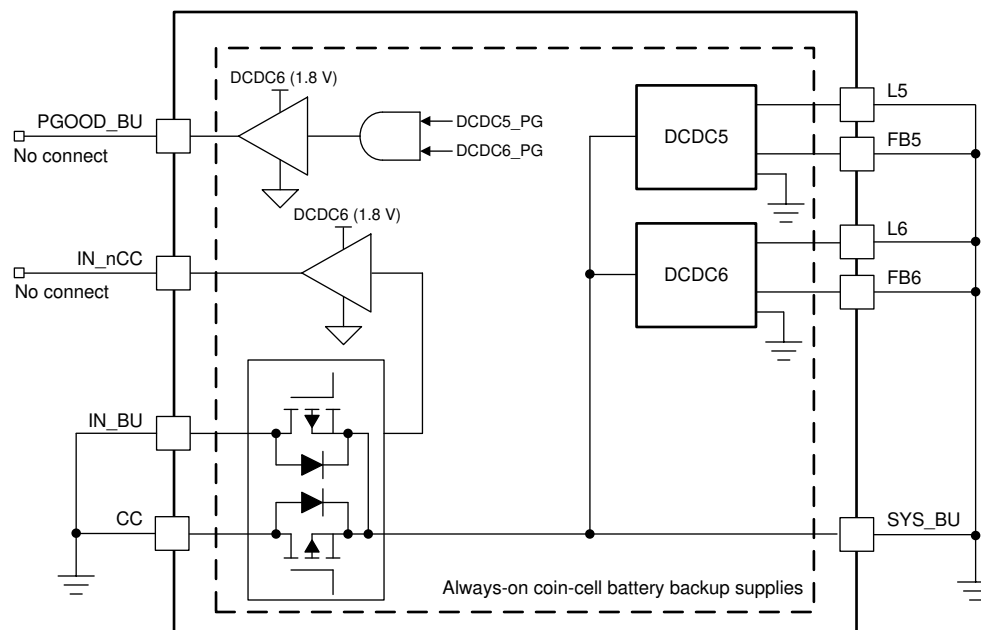 DCDC6 (1.8 V)
L5
PGOOD_BU
DCDC5_PG
DCDC5
No connect
DCDC6_PG
FB5
DCDC6 (1.8 V)
L6
IN_nCC
DCDC6
No connect
FB6
IN_BU
CC
SYS_BU
Always-on coin-cell battery backup supplies